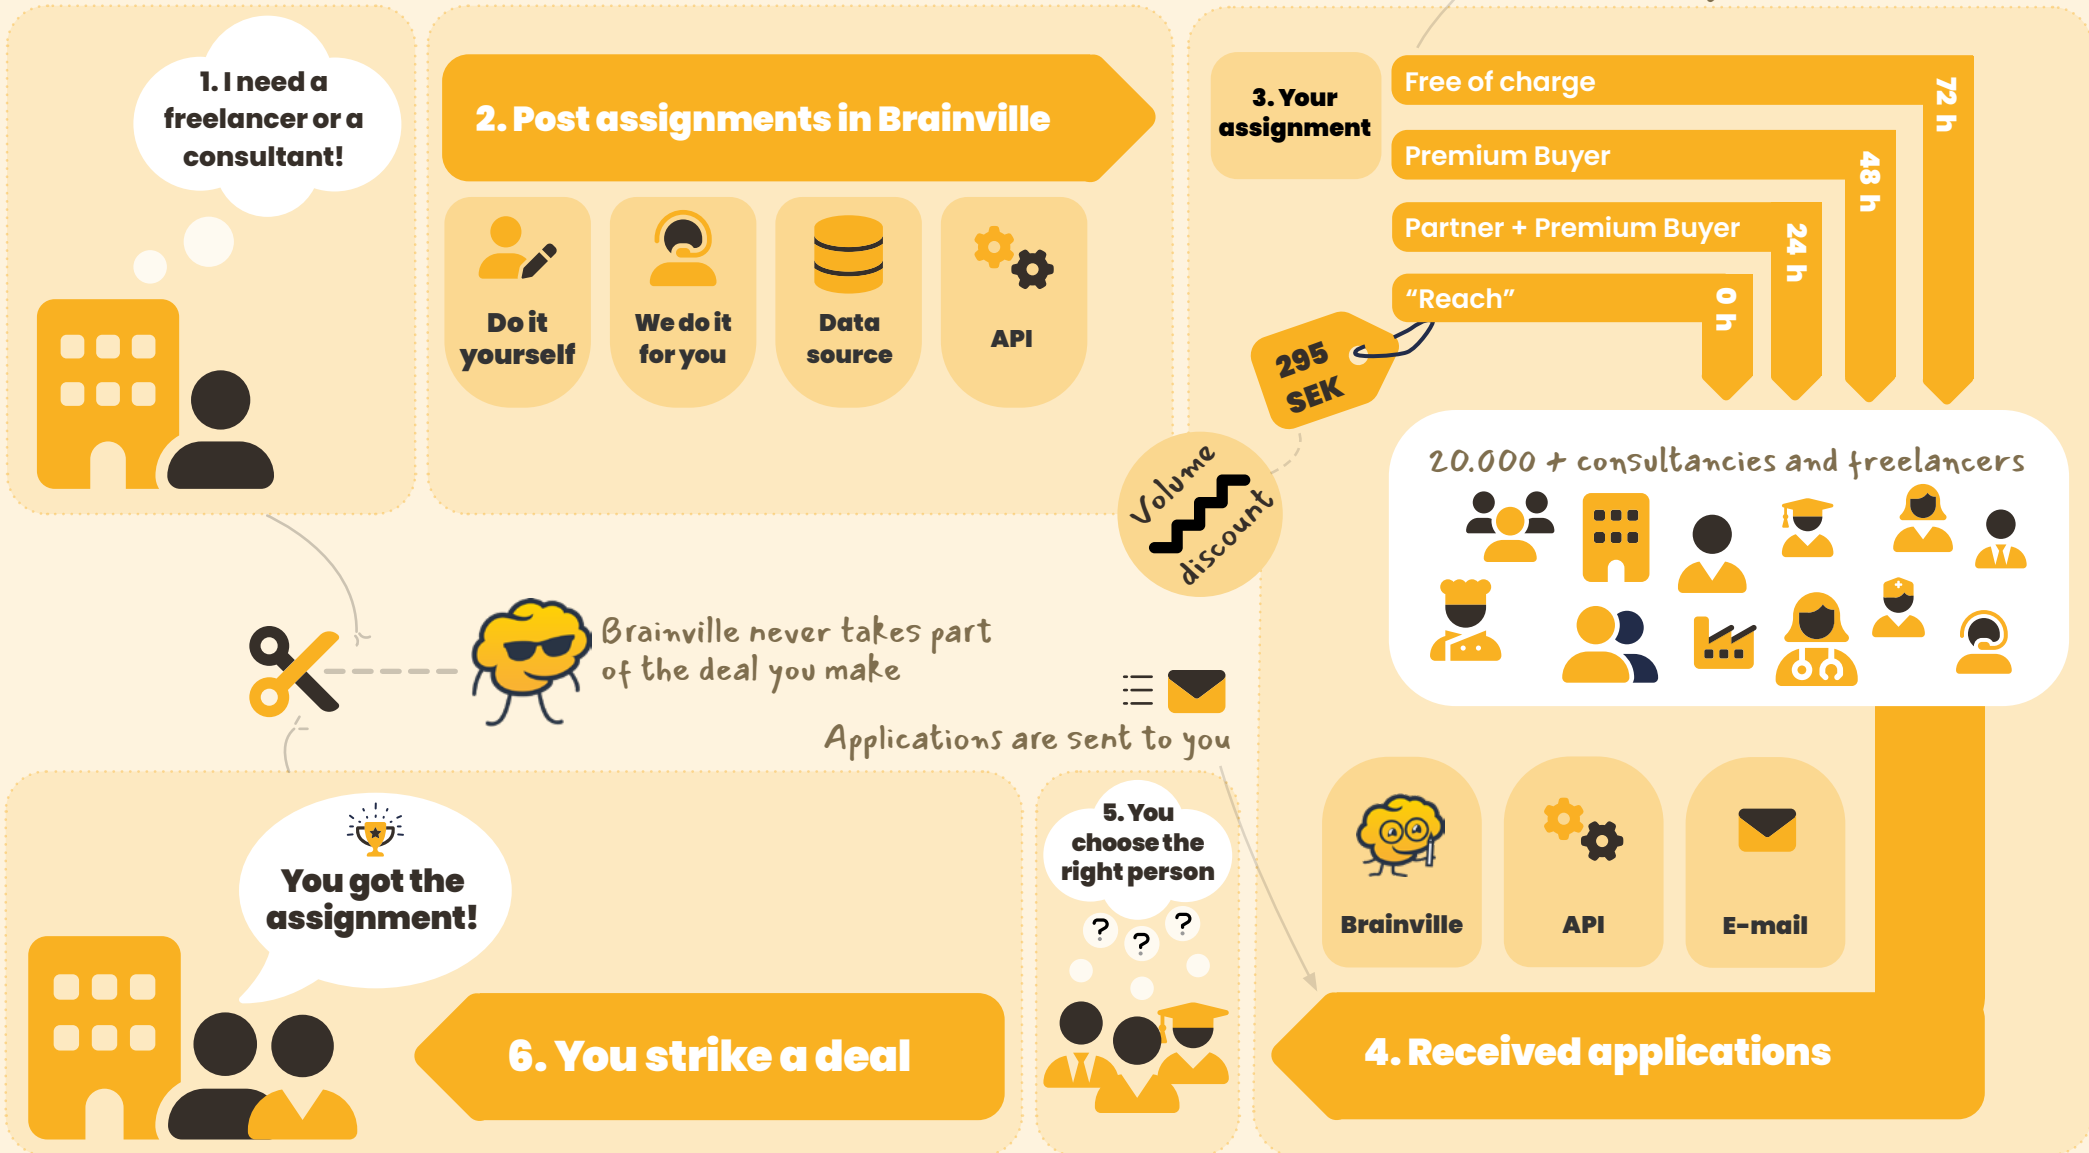 1. I need a
freelancer or a
consultant!
2. Post assignments in Brainville
Do it
yourself
We do it
for you
Data
source
API
3. Your
assignment
Free of charge
72 h
Premium Buyer
48 h
Partner + Premium Buyer
24 h
“Reach”
0 h
295
SEK
Volume
discount
20.000 + consultancies and freelancers
Brainville never takes part
of the deal you make
Applications are sent to you
Brainville
API
E-mail
4. Received applications
5. You
choose the
right person
? ? ?
You got the
assignment!
6. You strike a deal